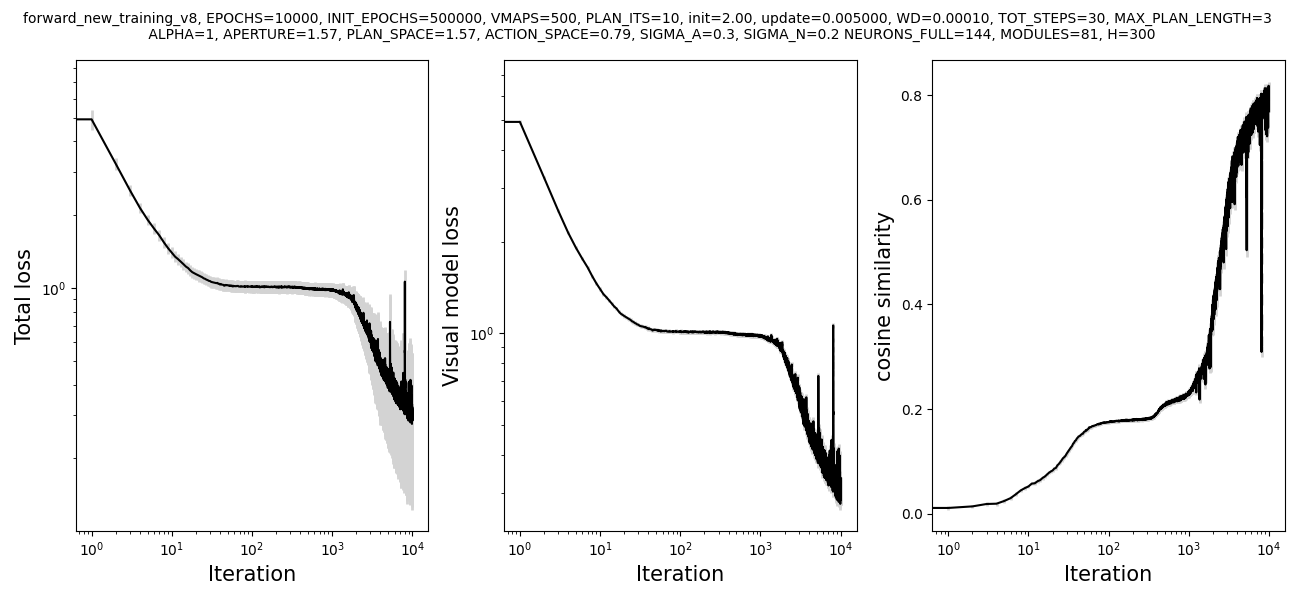 forward_new_training_v8, EPOCHS=10000, INIT_EPOCHS=500000, VMAPS=500, PLAN_ITS=10, init=2.00, update=0.005000, WD=0.00010, TOT_STEPS=30, MAX_PLAN_LENGTH=3
ALPHA=1, APERTURE=1.57, PLAN_SPACE=1.57, ACTION_SPACE=0.79, SIGMA_A=0.3, SIGMA_N=0.2 NEURONS_FULL=144, MODULES=81, H=300
Total loss
10⁰
10⁰ 10¹ 10² 10³ 10⁴
Iteration
Visual model loss
10⁰
10⁰ 10¹ 10² 10³ 10⁴
Iteration
cosine similarity
0.8
0.6
0.4
0.2
0.0
10⁰ 10¹ 10² 10³ 10⁴
Iteration